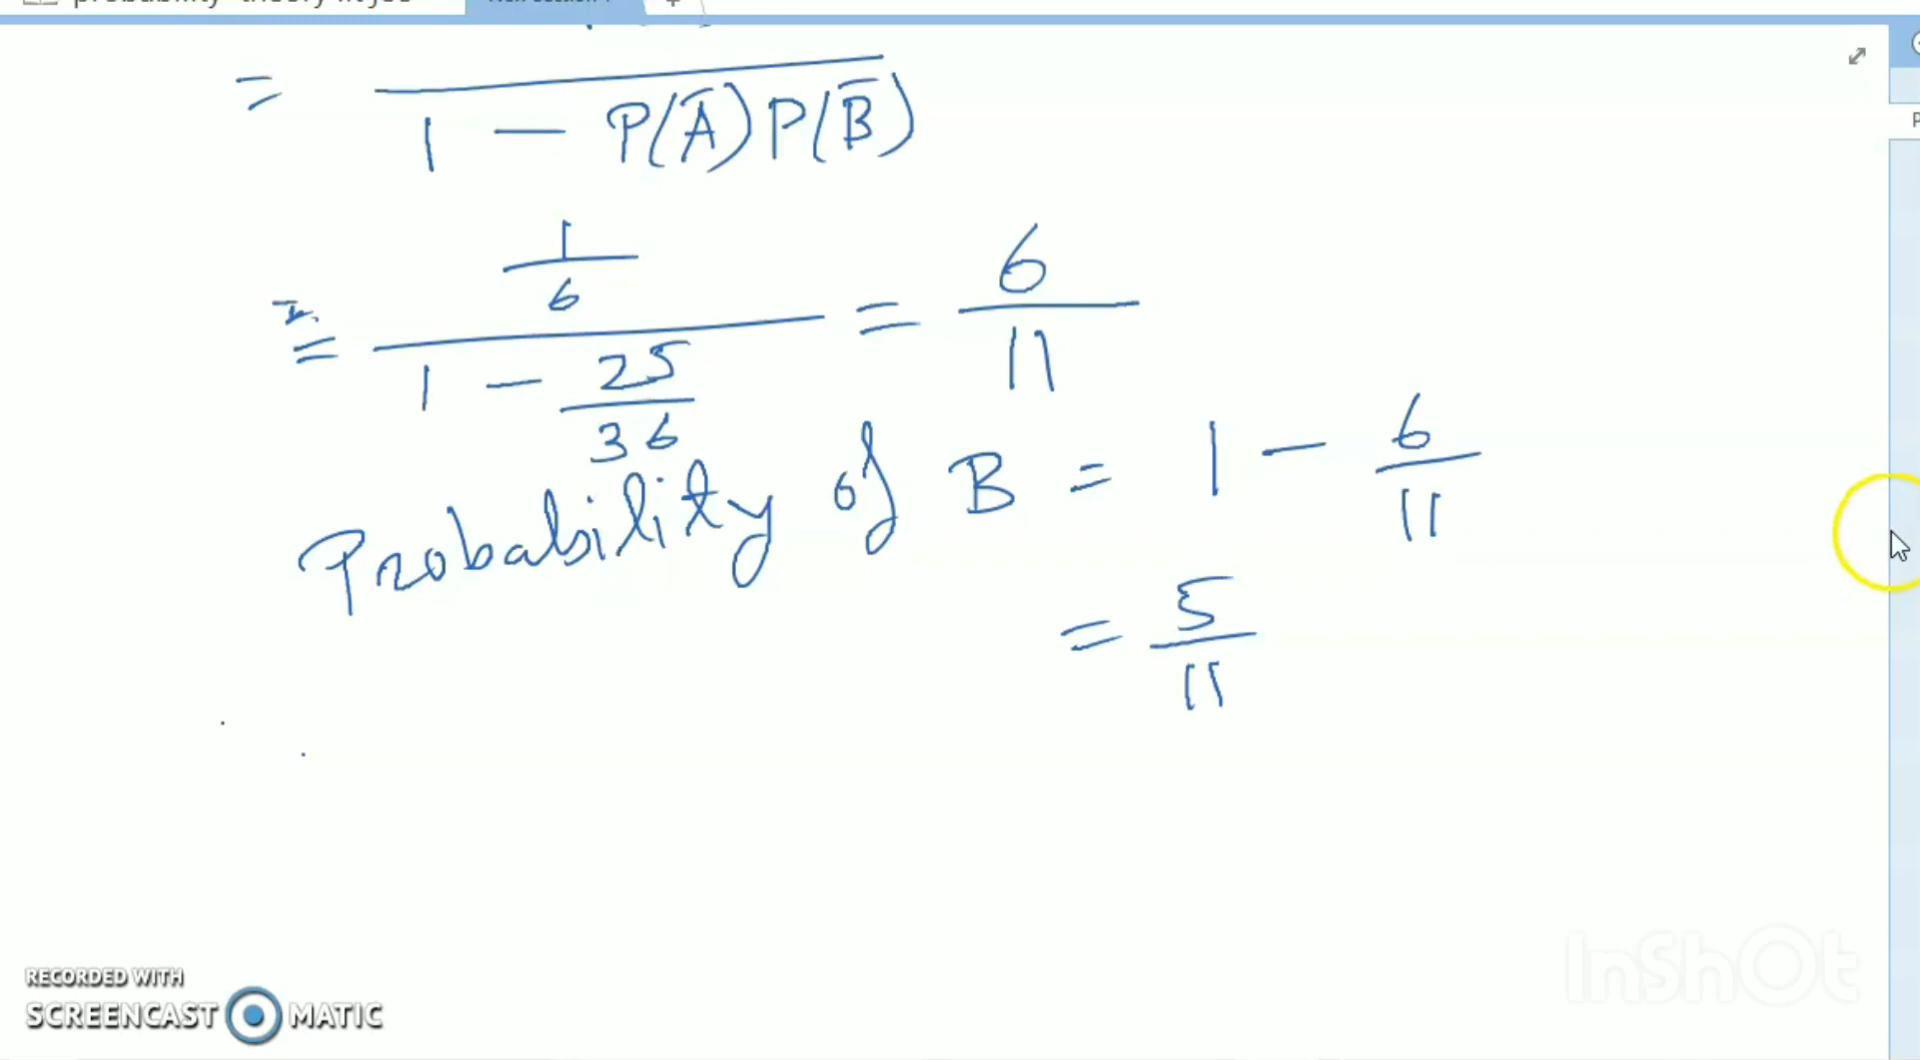 =
1 - P(A̅)P(B̅)
= 1/6 / 1 - 25/36 = 6/11
Probability of B = 1 - 6/11
= 5/11
RECORDED WITH
SCREENCAST MATIC
InShOt